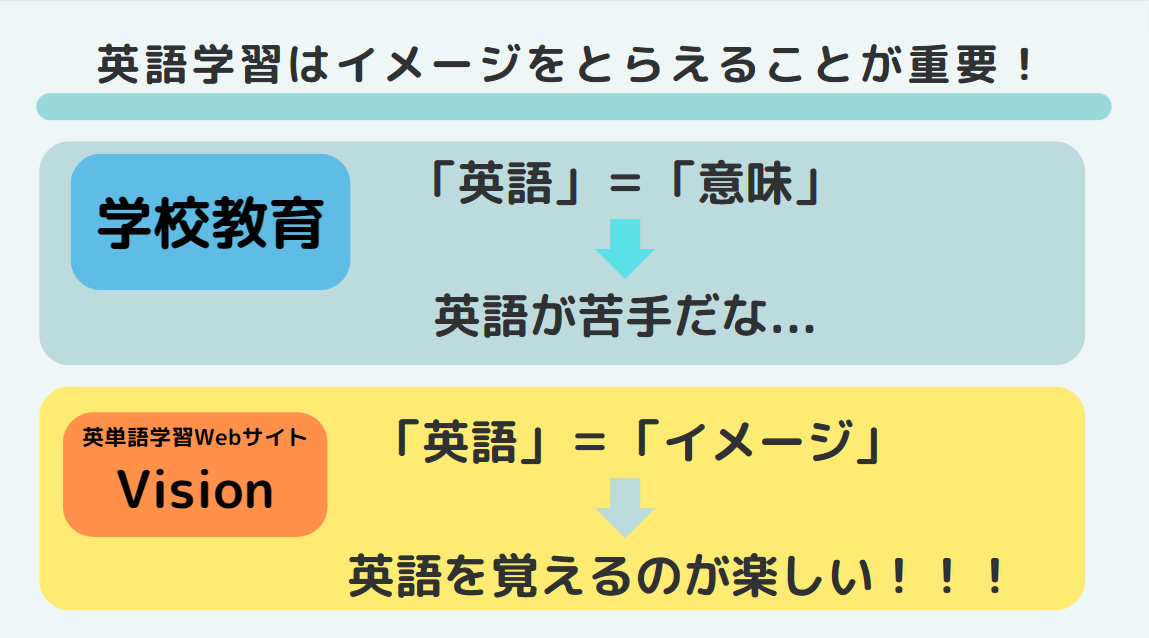 英語学習はイメージをとらえることが重要！
学校教育
「英語」＝「意味」
英語が苦手だな...
英単語学習Webサイト
Vision
「英語」＝「イメージ」
英語を覚えるのが楽しい！！！